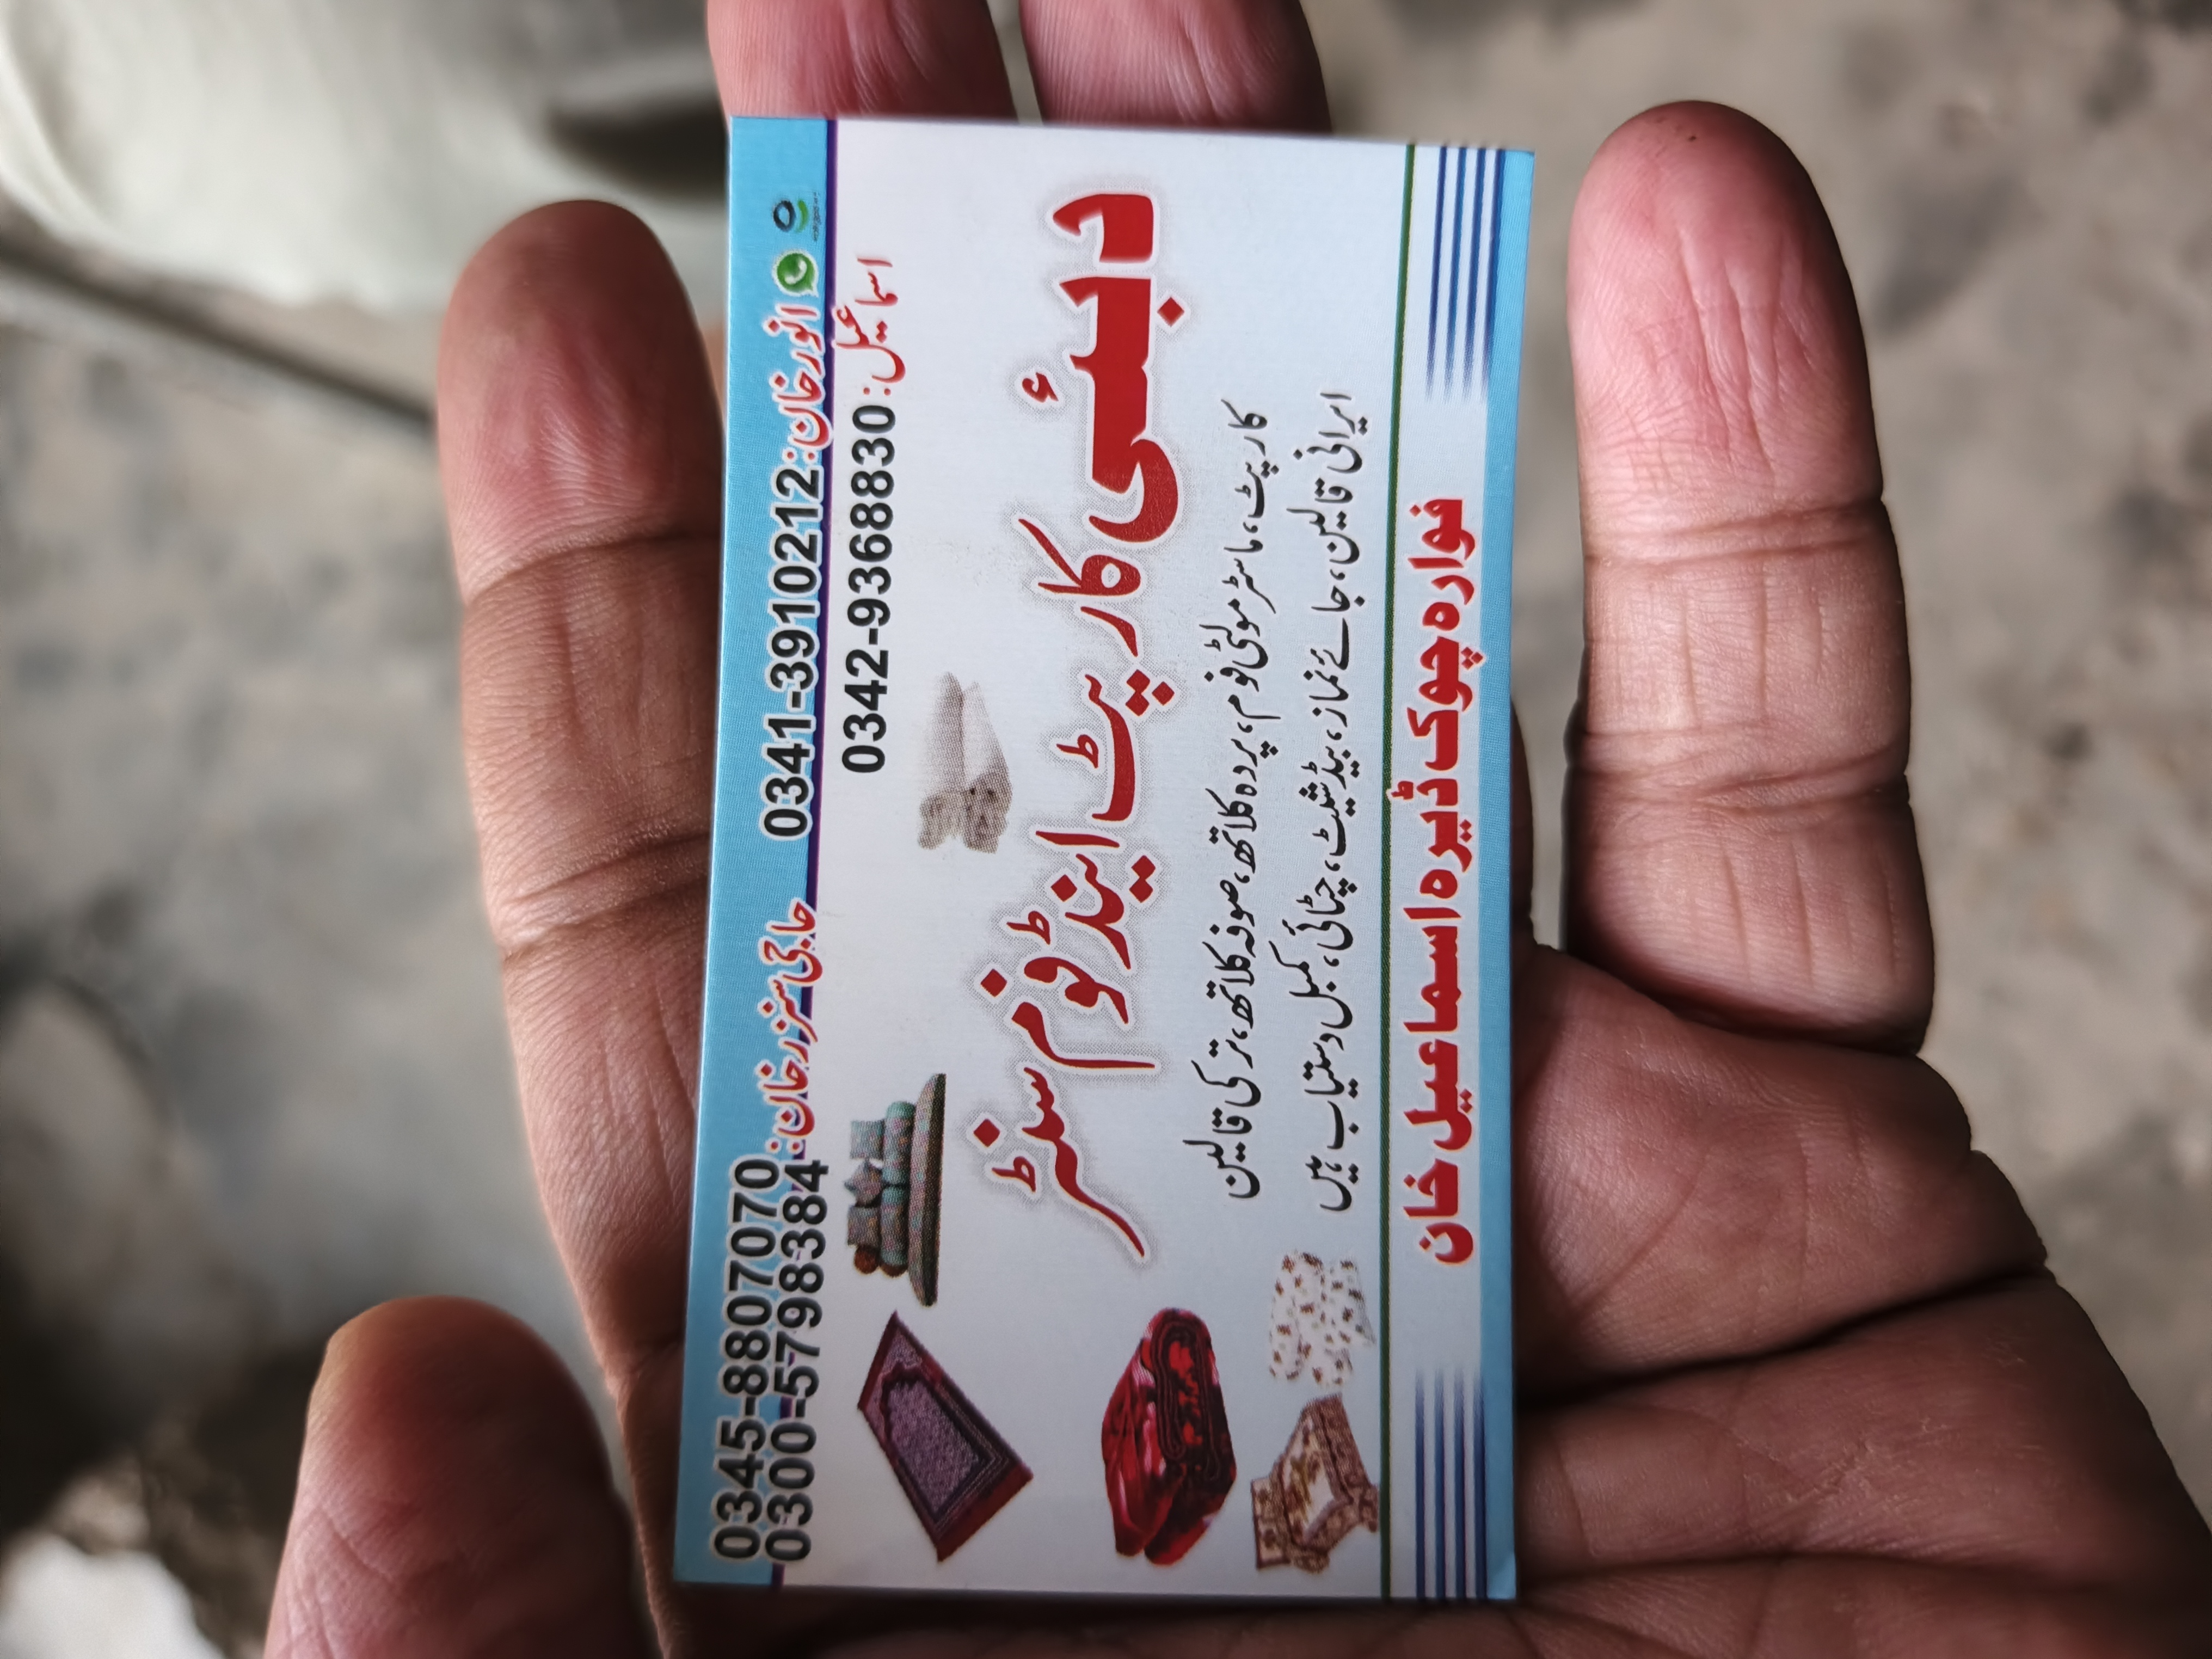 انور خان: 0341-3910212
حاجی سنزر خان: 0345-8807070
0300-5798384
اسماعیل: 0342-9368830
دبئی کارپٹ اینڈ فوم سنٹر
کارپٹ، ماسٹر مولٹی فوم، پردہ کلاتھ، صوفہ کلاتھ، ترکی قالین
ایرانی قالین، جائے نماز، بیڈ شیٹ، چٹائی، کمبل دستیاب ہیں
فوارہ چوک ڈیرہ اسماعیل خان